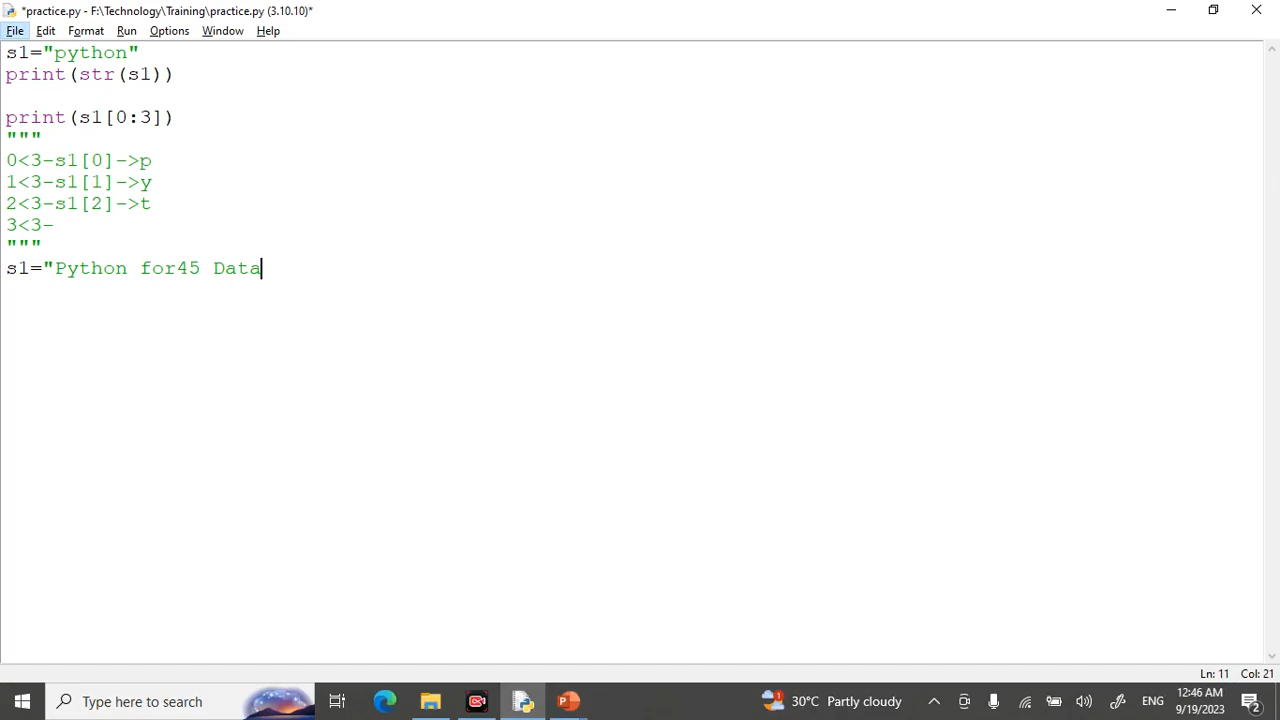 *practice.py - F:\Technology\Training\practice.py (3.10.10)*
File Edit Format Run Options Window Help
s1="python"
print(str(s1))
print(s1[0:3])
"""
0<3-s1[0]->p
1<3-s1[1]->y
2<3-s1[2]->t
3<3-
"""
s1="Python for45 Data
Ln: 11 Col: 21
Type here to search
P
1
30°C Partly cloudy
ENG
12:46 AM
9/19/2023
2